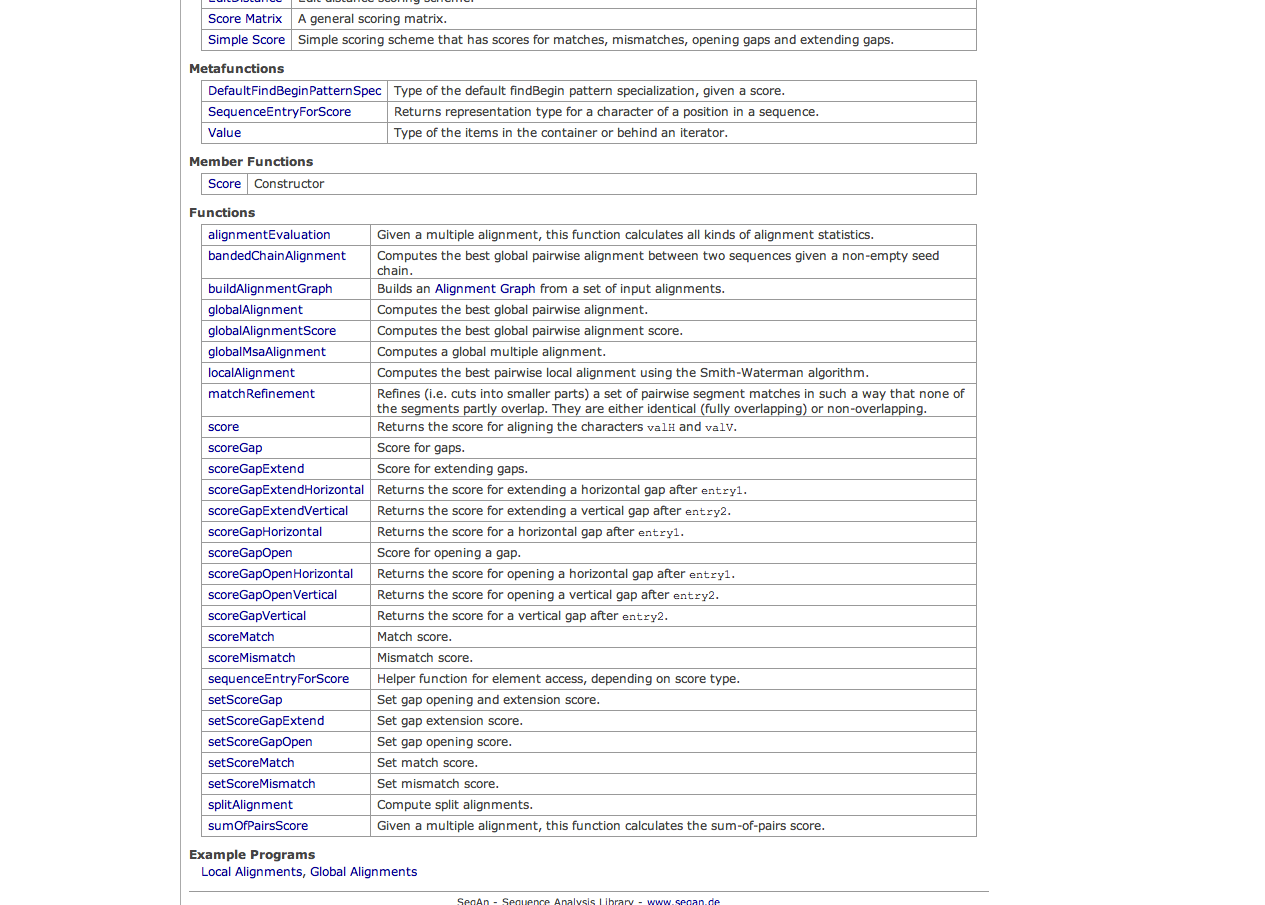 EditDistance Edit distance scoring scheme.
Score Matrix A general scoring matrix.
Simple Score Simple scoring scheme that has scores for matches, mismatches, opening gaps and extending gaps.
Metafunctions
DefaultFindBeginPatternSpec Type of the default findBegin pattern specialization, given a score.
SequenceEntryForScore Returns representation type for a character of a position in a sequence.
Value Type of the items in the container or behind an iterator.
Member Functions
Score Constructor
Functions
alignmentEvaluation Given a multiple alignment, this function calculates all kinds of alignment statistics.
bandedChainAlignment Computes the best global pairwise alignment between two sequences given a non-empty seed
chain.
buildAlignmentGraph Builds an Alignment Graph from a set of input alignments.
globalAlignment Computes the best global pairwise alignment.
globalAlignmentScore Computes the best global pairwise alignment score.
globalMsaAlignment Computes a global multiple alignment.
localAlignment Computes the best pairwise local alignment using the Smith-Waterman algorithm.
matchRefinement Refines (i.e. cuts into smaller parts) a set of pairwise segment matches in such a way that none of
the segments partly overlap. They are either identical (fully overlapping) or non-overlapping.
score Returns the score for aligning the characters valH and valV.
scoreGap Score for gaps.
scoreGapExtend Score for extending gaps.
scoreGapExtendHorizontal Returns the score for extending a horizontal gap after entry1.
scoreGapExtendVertical Returns the score for extending a vertical gap after entry2.
scoreGapHorizontal Returns the score for a horizontal gap after entry1.
scoreGapOpen Score for opening a gap.
scoreGapOpenHorizontal Returns the score for opening a horizontal gap after entry1.
scoreGapOpenVertical Returns the score for opening a vertical gap after entry2.
scoreGapVertical Returns the score for a vertical gap after entry2.
scoreMatch Match score.
scoreMismatch Mismatch score.
sequenceEntryForScore Helper function for element access, depending on score type.
setScoreGap Set gap opening and extension score.
setScoreGapExtend Set gap extension score.
setScoreGapOpen Set gap opening score.
setScoreMatch Set match score.
setScoreMismatch Set mismatch score.
splitAlignment Compute split alignments.
sumOfPairsScore Given a multiple alignment, this function calculates the sum-of-pairs score.
Example Programs
Local Alignments, Global Alignments
SeqAn - Sequence Analysis Library - www.seqan.de